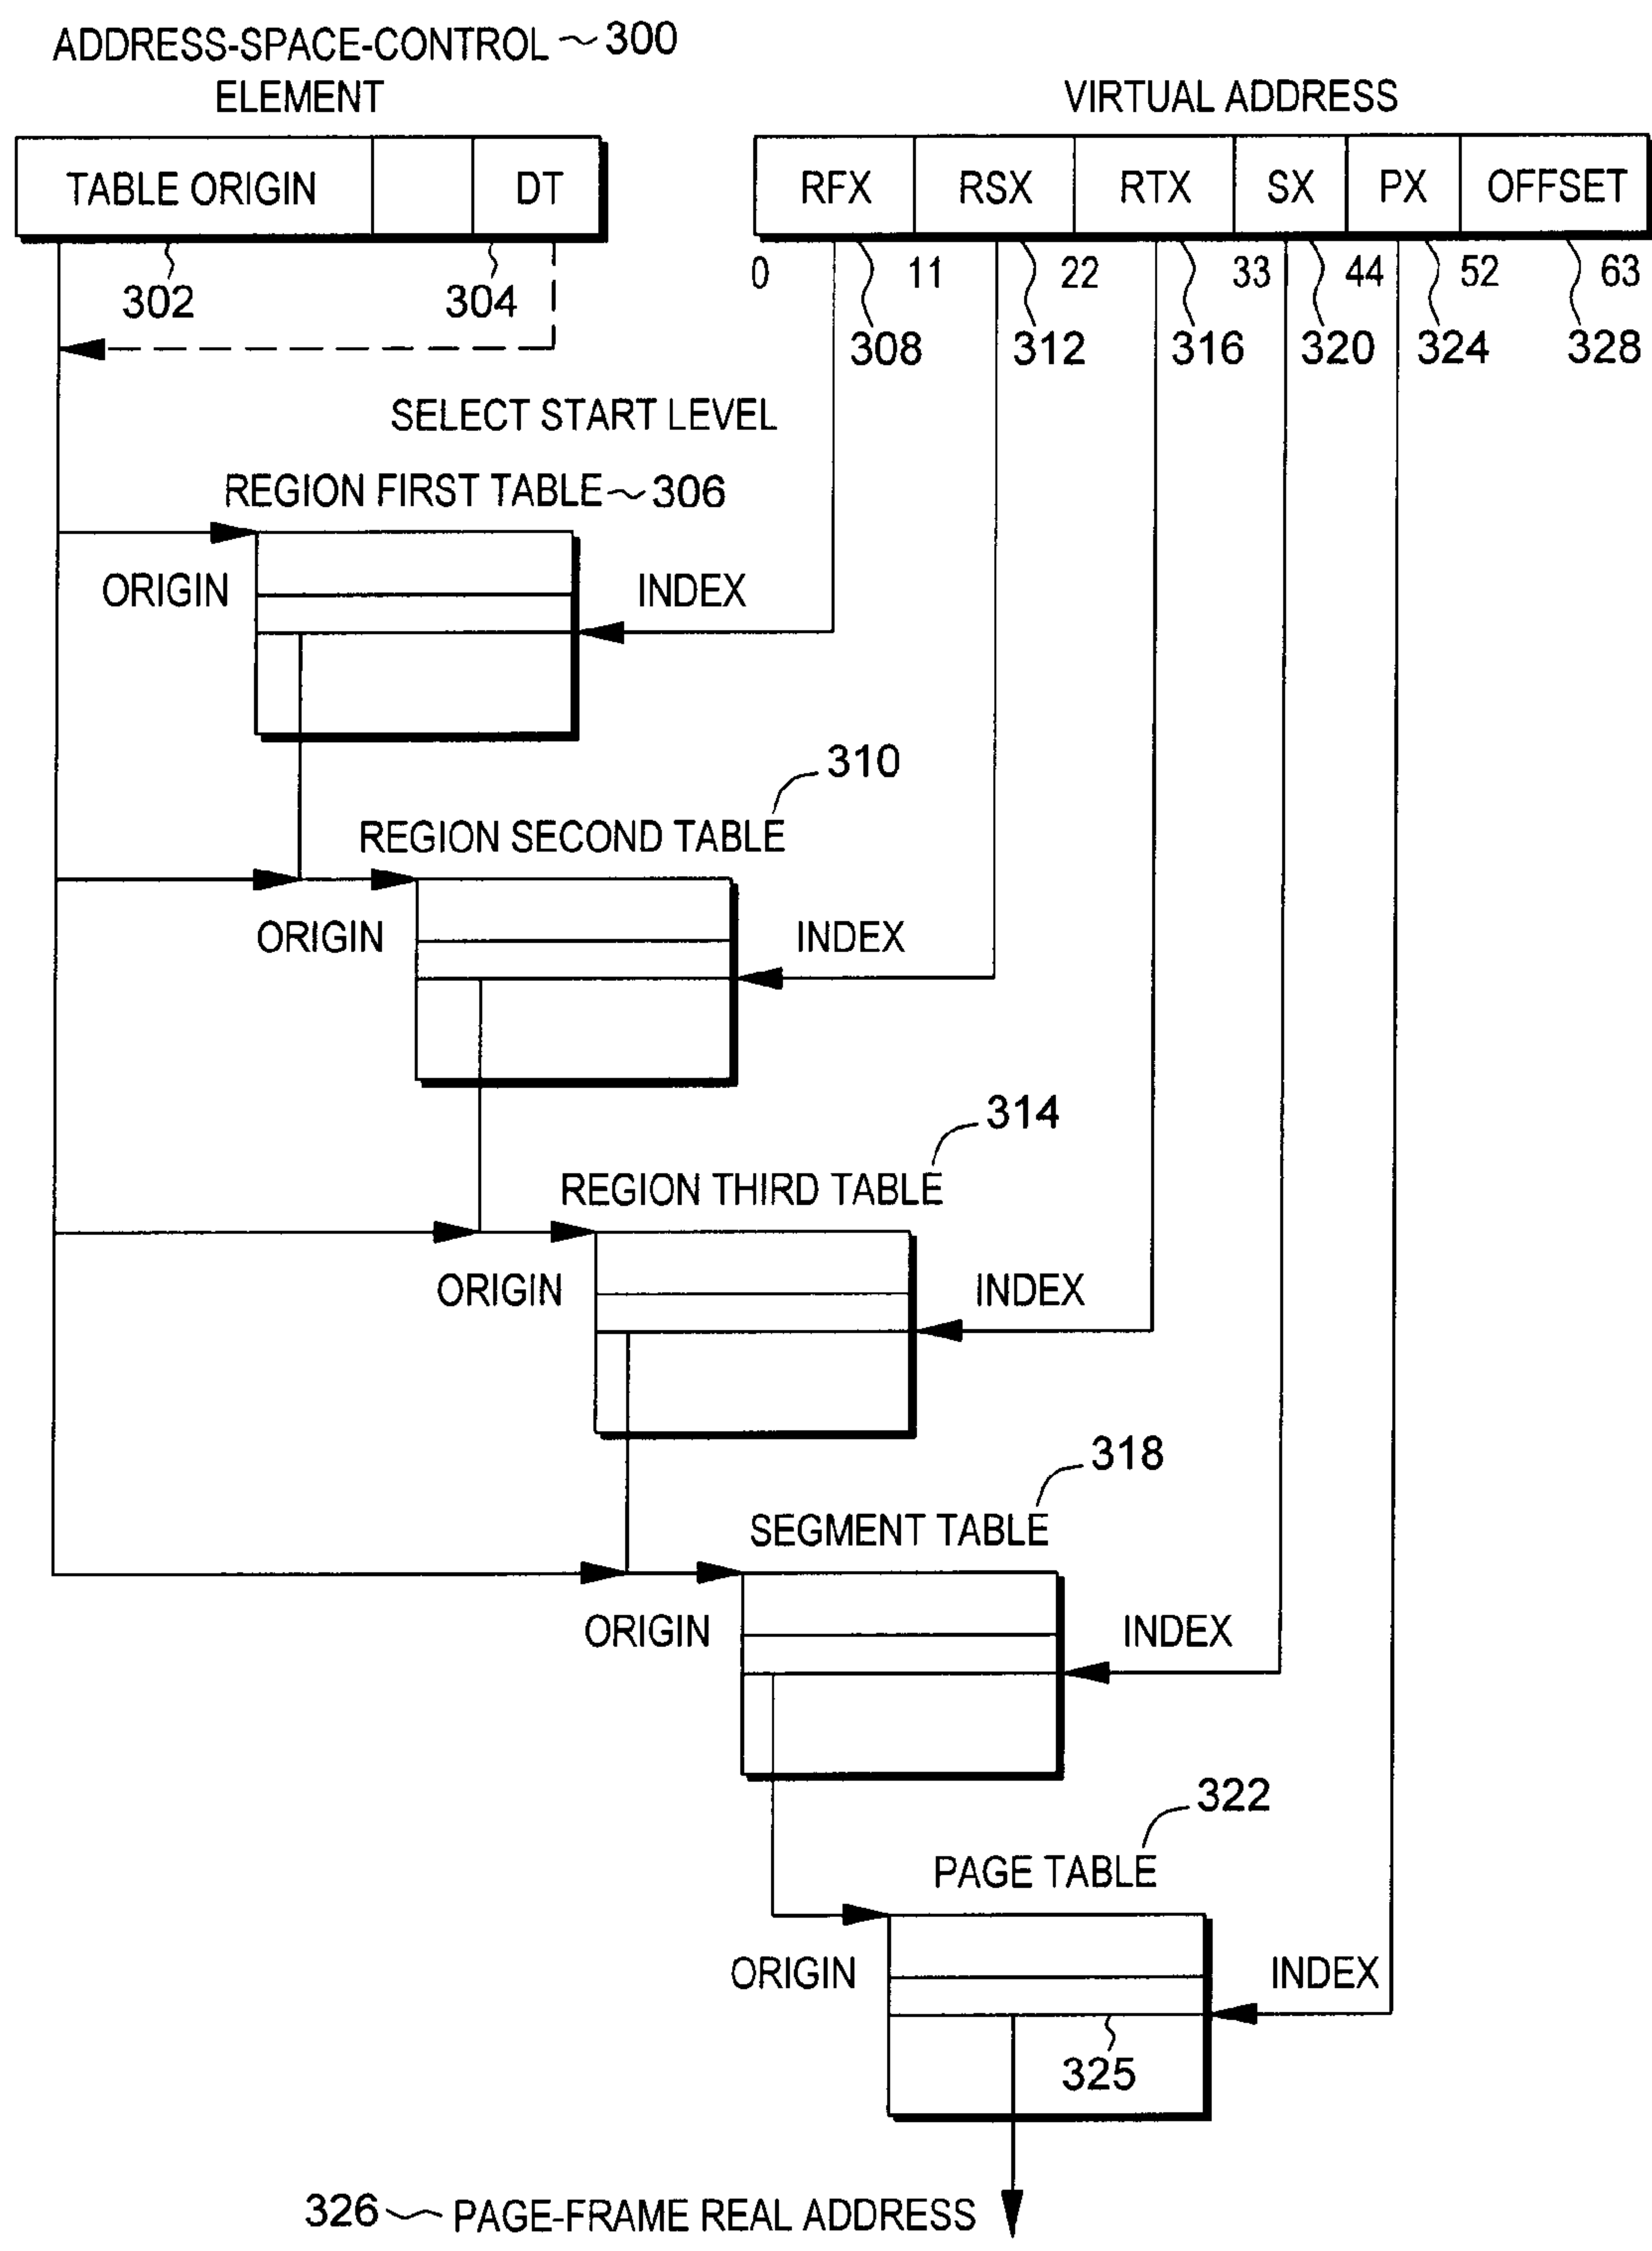 ADDRESS-SPACE-CONTROL ~300
ELEMENT
VIRTUAL ADDRESS
TABLE ORIGIN DT
RFX RSX RTX SX PX OFFSET
0 11 22 33 44 52 63
302 304
308 312 316 320 324 328
SELECT START LEVEL
REGION FIRST TABLE~306
ORIGIN INDEX
310
REGION SECOND TABLE
ORIGIN INDEX
314
REGION THIRD TABLE
ORIGIN INDEX
318
SEGMENT TABLE
ORIGIN INDEX
322
PAGE TABLE
ORIGIN INDEX
325
326~PAGE-FRAME REAL ADDRESS